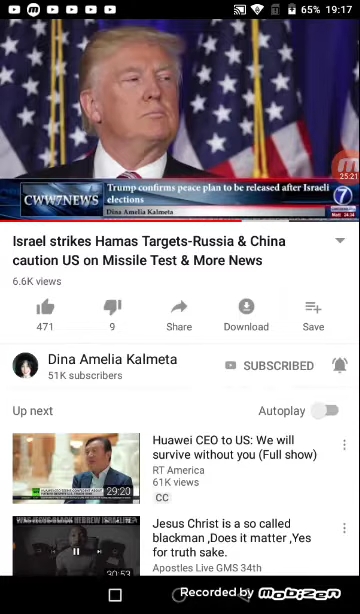 65% 19:17
25:21
CWW7NEWS
Trump confirms peace plan to be released after Israeli
elections
Dina Amelia Kalmeta
7
Israel strikes Hamas Targets-Russia & China
caution US on Missile Test & More News
6.6K views
471 9 Share Download Save
Dina Amelia Kalmeta
51K subscribers
SUBSCRIBED
Up next Autoplay
Huawei CEO to US: We will
survive without you (Full show)
RT America
61K views
CC
29:20
Jesus Christ is a so called
blackman ,Does it matter ,Yes
for truth sake.
Apostles Live GMS 34th
30:53
Recorded by Mobizen